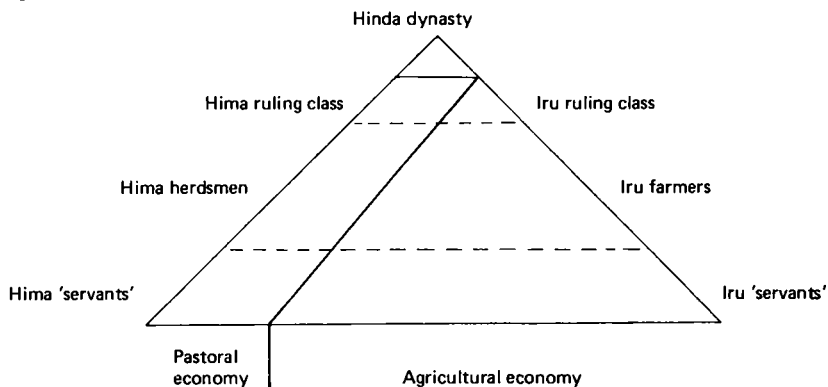 Hinda dynasty
Hima ruling class
Iru ruling class
Hima herdsmen
Iru farmers
Hima 'servants'
Iru 'servants'
Pastoral
economy
Agricultural economy